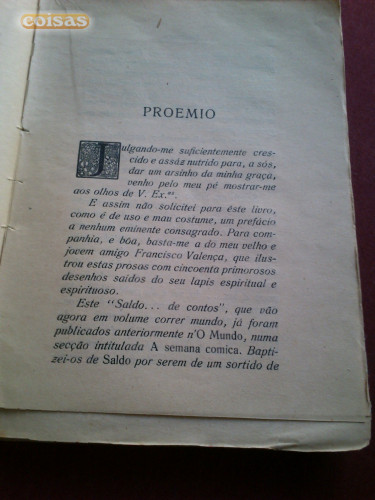 coisas
PROEMIO
Julgando-me suficientemente cres-
cido e assáz nutrido para, a sós,
dar um arsinho da minha graça,
venho pelo meu pé mostrar-me
aos olhos de V. Ex.ªˢ.
E assim não solicitei para éste livro,
como é de uso e mau costume, um prefácio
a nenhum eminente consagrado. Para com-
panhia, e bôa, basta-me a do meu velho e
jovem amigo Francisco Valença, que ilus-
trou estas prosas com cincoenta primorosos
desenhos saídos do seu lapis espiritual e
espirituoso.
Este "Saldo... de contos", que vão
agora em volume correr mundo, já foram
publicados anteriormente n'O Mundo, numa
secção intitulada A semana comica. Bapti-
zei-os de Saldo por serem de um sortido de